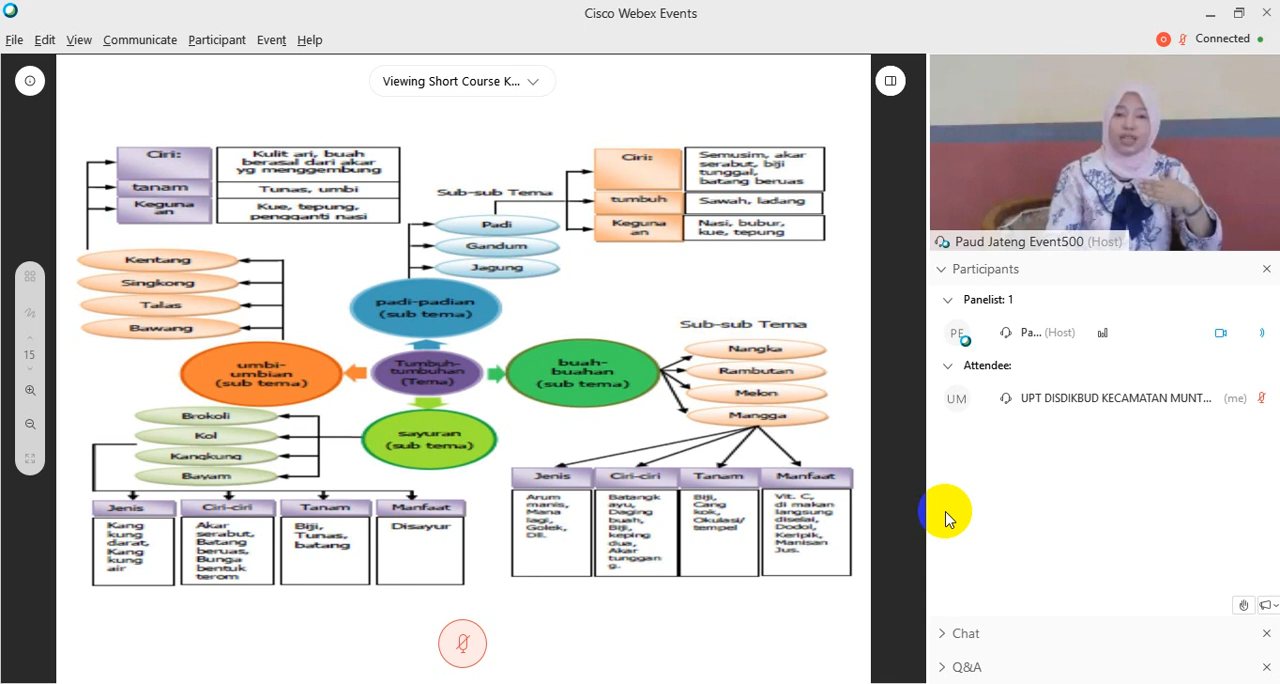 Cisco Webex Events
File Edit View Communicate Participant Event Help
Connected
Viewing Short Course K...
15
Ciri:
Kulit ari, buah
berasal dari akar
yg menggembung
tanam
Tunas, umbi
Keguna
an
Kue, tepung,
pengganti nasi
Kentang
Singkong
Talas
Bawang
Sub-sub Tema
Padi
Gandum
Jagung
Ciri:
Semusim, akar
serabut, biji
tunggal,
batang beruas
tumbuh
Sawah, ladang
Keguna
an
Nasi, bubur,
kue, tepung
padi-padian
(sub tema)
umbi-
umbian
(sub tema)
Tumbuh-
tumbuhan
(Tema)
buah-
buahan
(sub tema)
sayuran
(sub tema)
Sub-sub Tema
Nangka
Rambutan
Melon
Mangga
Brokoli
Kol
Kangkung
Bayam
Jenis
Ciri-ciri
Tanam
Manfaat
Kang
kung
darat,
Kang
kung
air
Akar
serabut,
Batang
beruas,
Bunga
bentuk
terom
Biji,
Tunas,
batang
Disayur
Jenis
Ciri-ciri
Tanam
Manfaat
Arum
manis,
Mana
lagi,
Golek,
Dll.
Batangk
ayu,
Daging
buah,
Biji,
keping
dua,
Akar
tunggan
g.
Biji,
Cang
kok,
Okulasi/
tempel
Vit. C,
di makan
langsung
diselai,
Dodol,
Keripik,
Manisan
Jus.
Paud Jateng Event500 (Host)
Participants
Panelist: 1
PE
Pa... (Host)
Attendee:
UM
UPT DISDIKBUD KECAMATAN MUNT... (me)
Chat
Q&A